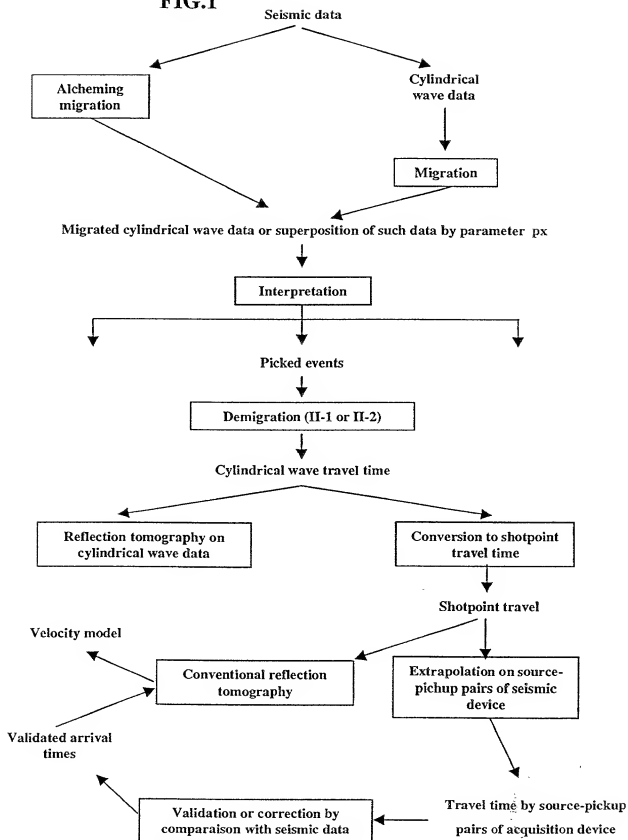 FIG.1
Seismic data
Alcheming
migration
Cylindrical
wave data
Migration
Migrated cylindrical wave data or superposition of such data by parameter px
Interpretation
Picked events
Demigration (II-1 or II-2)
Cylindrical wave travel time
Reflection tomography on
cylindrical wave data
Conversion to shotpoint
travel time
Shotpoint travel
Velocity model
Conventional reflection
tomography
Extrapolation on source-
pichup pairs of seismic
device
Validated arrival
times
Validation or correction by
comparaison with seismic data
Travel time by source-pickup
pairs of acquisition device